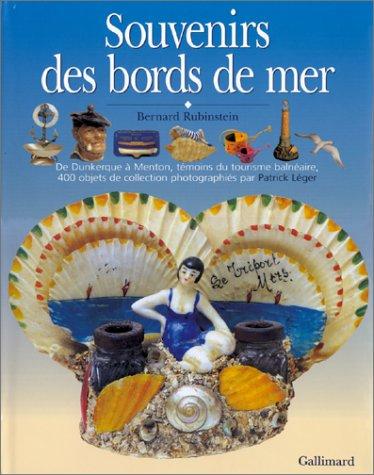 Souvenirs
des bords de mer
Bernard Rubinstein
De Dunkerque à Menton, témoins du tourisme balnéaire,
400 objets de collection photographiés par Patrick Léger
Le Tréport
Mers.
Gallimard